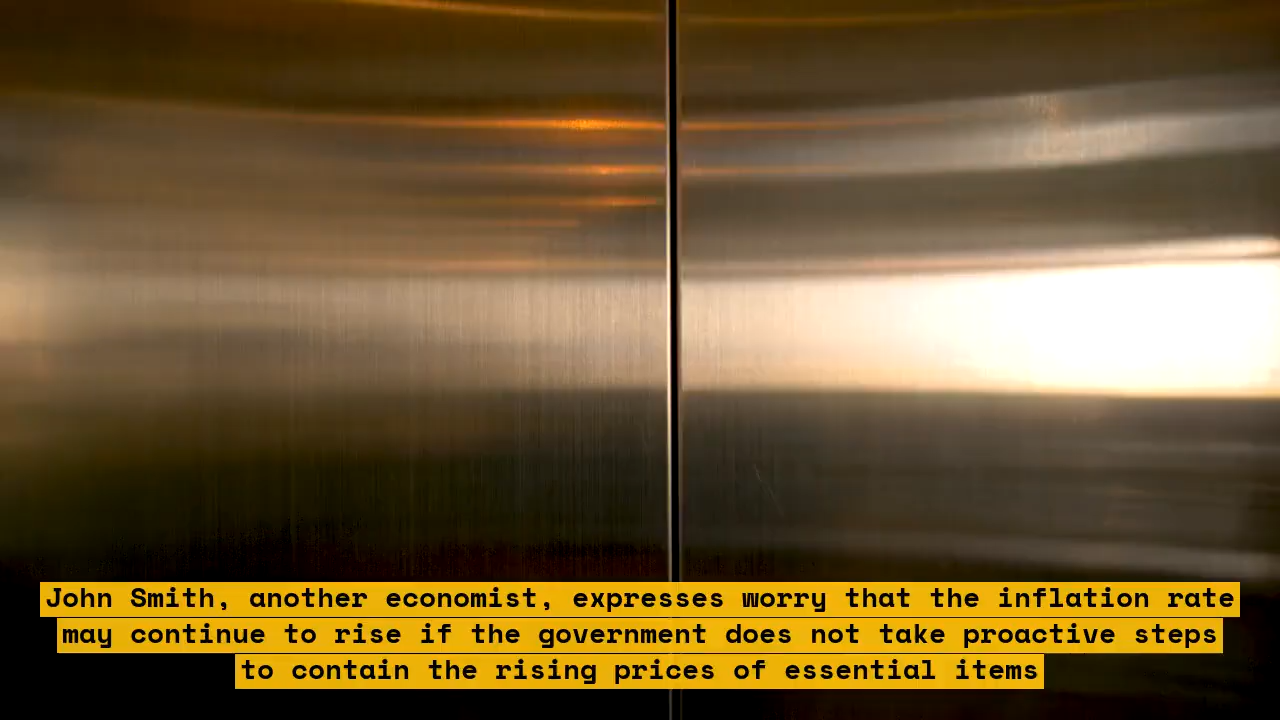 John Smith, another economist, expresses worry that the inflation rate
may continue to rise if the government does not take proactive steps
to contain the rising prices of essential items